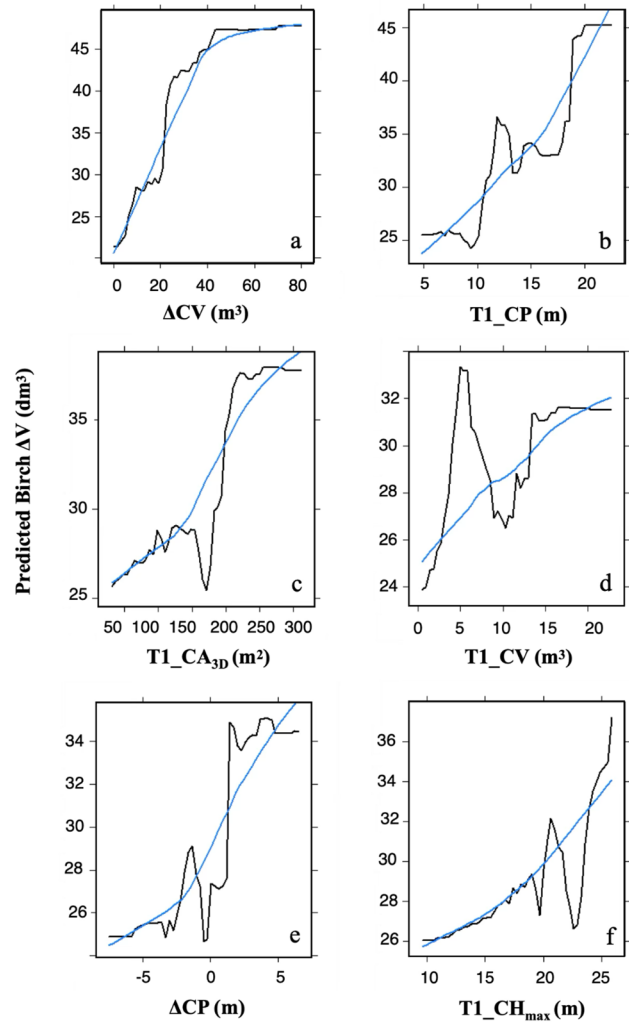 45
40
35
30
25
a
0 20 40 60 80
ΔCV (m³)
45
40
35
30
25
b
5 10 15 20
T1_CP (m)
Predicted Birch ΔV (dm³)
35
30
25
c
50 100 150 200 250 300
T1_CA₃D (m²)
32
30
28
26
24
d
0 5 10 15 20
T1_CV (m³)
34
32
30
28
26
e
-5 0 5
ΔCP (m)
36
34
32
30
28
26
f
10 15 20 25
T1_CHmax (m)